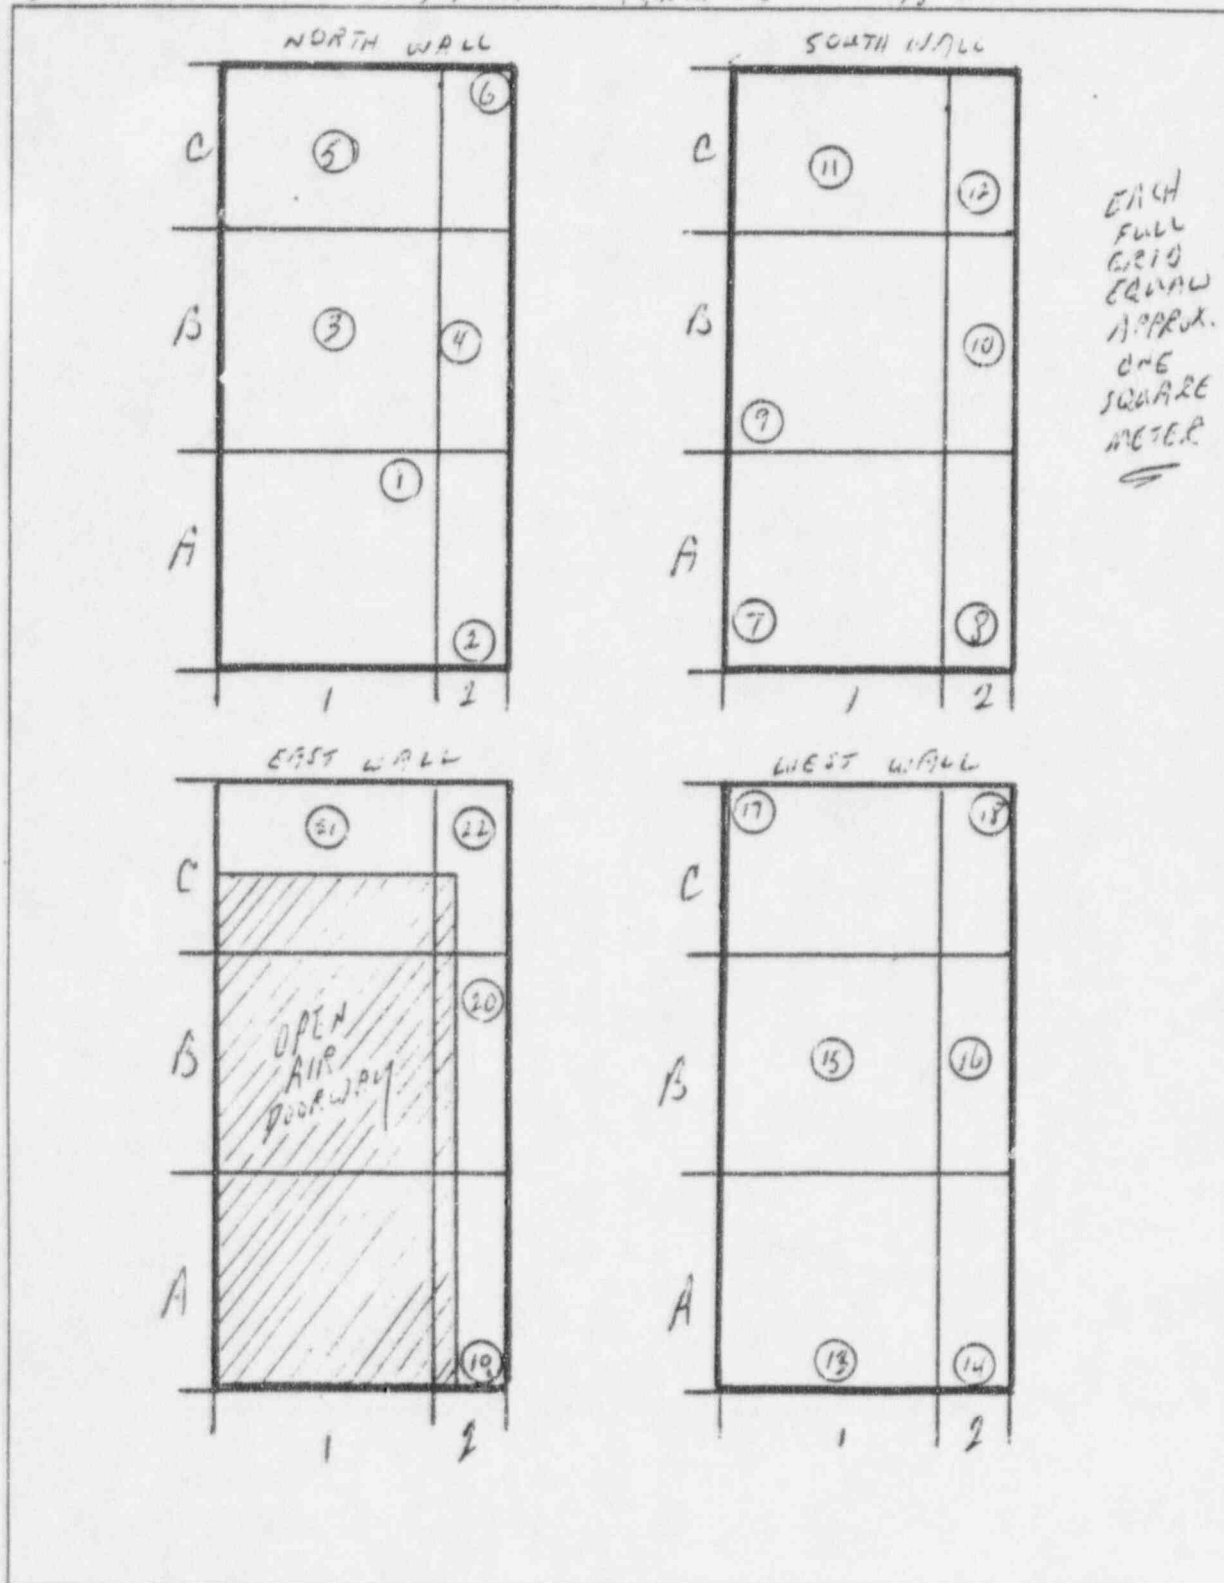 NORTH WALL
C
5
6
B
3
4
A
1
2
1 2
SOUTH WALL
C
11
12
B
9
10
A
7
8
1 2
EACH
FULL
GRID
EQUALS
APPROX.
ONE
SQUARE
METER
EAST WALL
C
21
22
B
OPEN
AIR
DOORWAY
20
A
19
1 2
WEST WALL
17
18
C
B
15
16
A
13
14
1 2